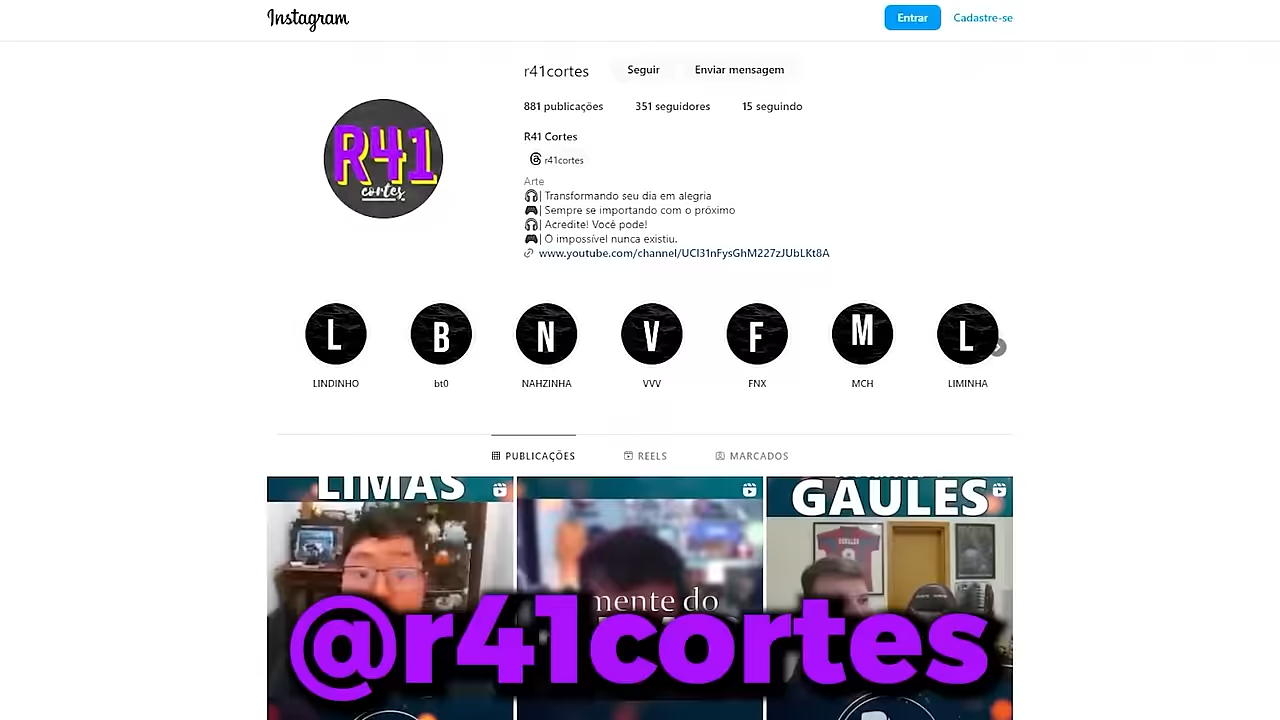 Instagram
Entrar
Cadastre-se
r41cortes
Seguir
Enviar mensagem
881 publicações
351 seguidores
15 seguindo
R41 Cortes
r41cortes
Arte
🎧| Transformando seu dia em alegria
🎮| Sempre se importando com o próximo
🎧| Acredite! Você pode!
🎮| O impossível nunca existiu.
www.youtube.com/channel/UCl31nFysGhM227zJUbLKt8A
R41
cortes
L
B
N
V
F
M
L
LINDINHO
bt0
NAHZINHA
VVV
FNX
MCH
LIMINHA
PUBLICAÇÕES
REELS
MARCADOS
LIMAS
GAULES
mente do
@r41cortes